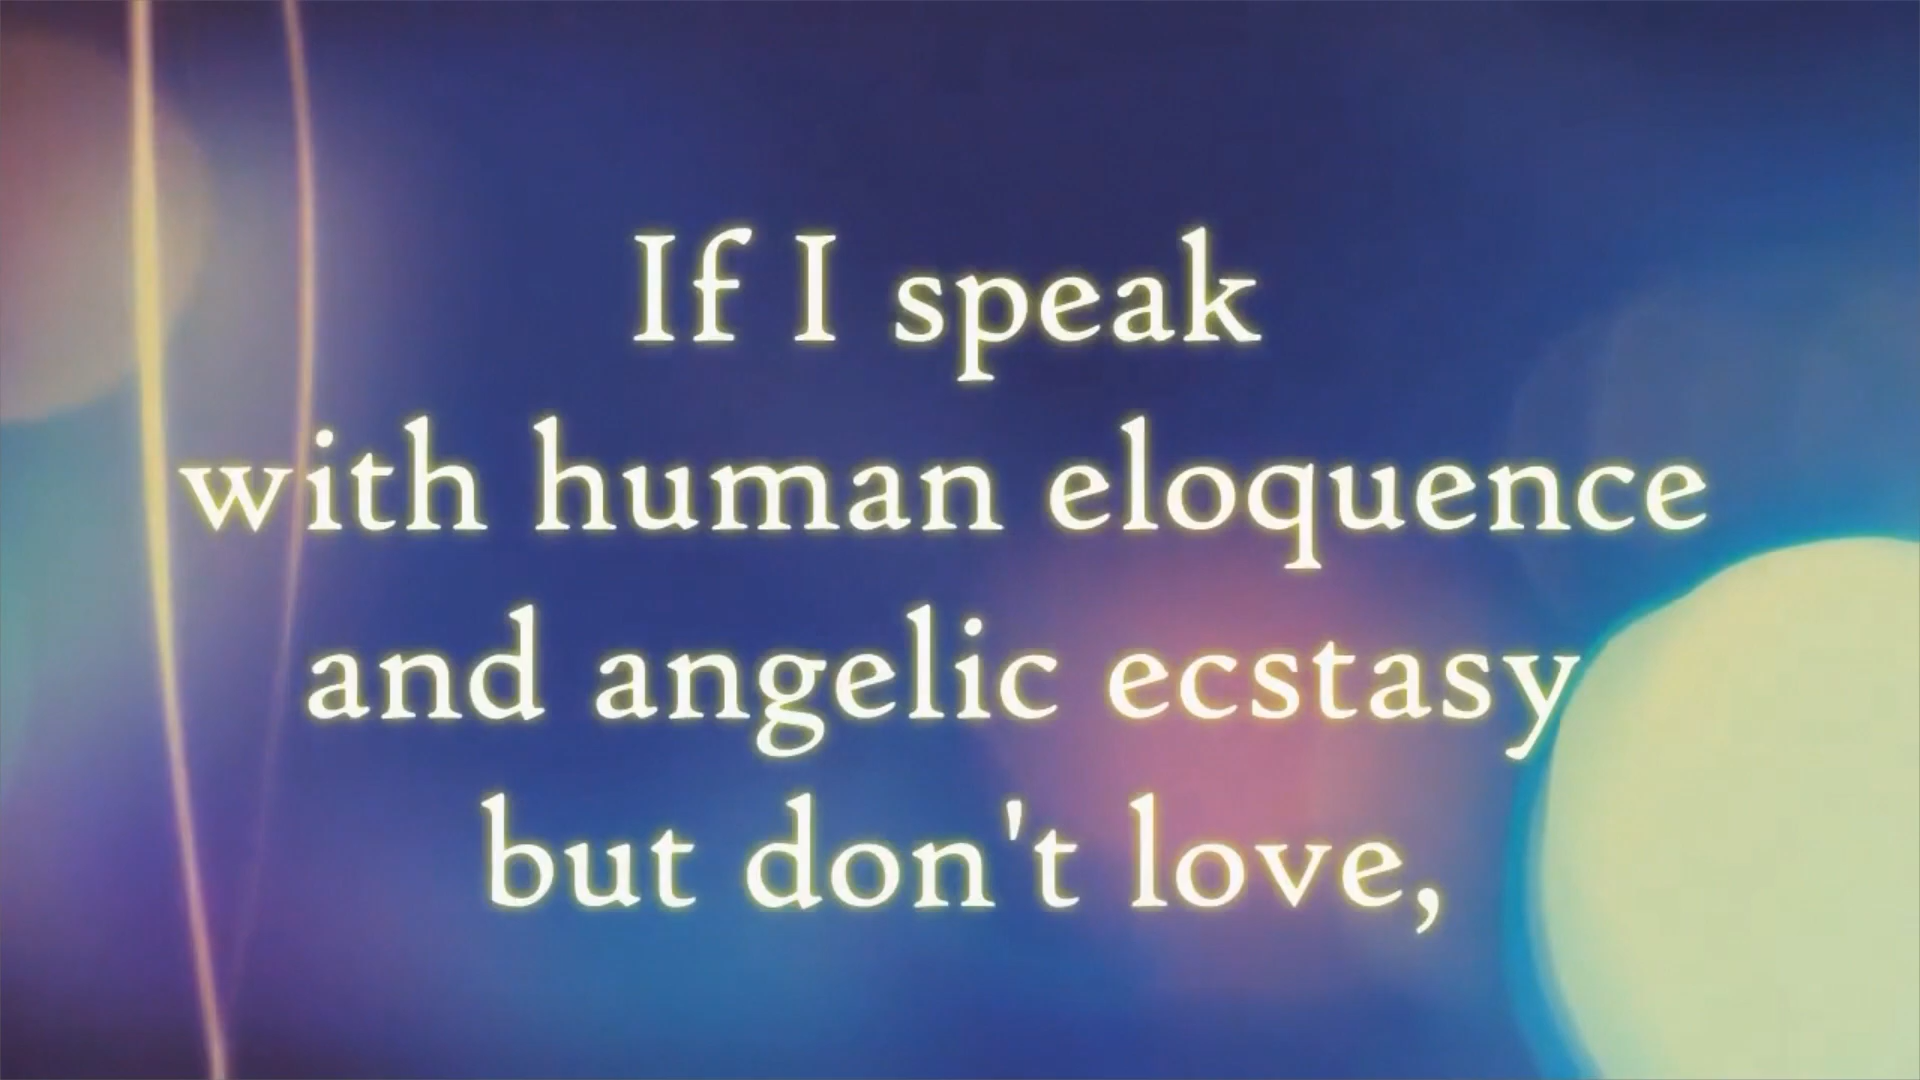 If I speak
with human eloquence
and angelic ecstasy
but don't love,